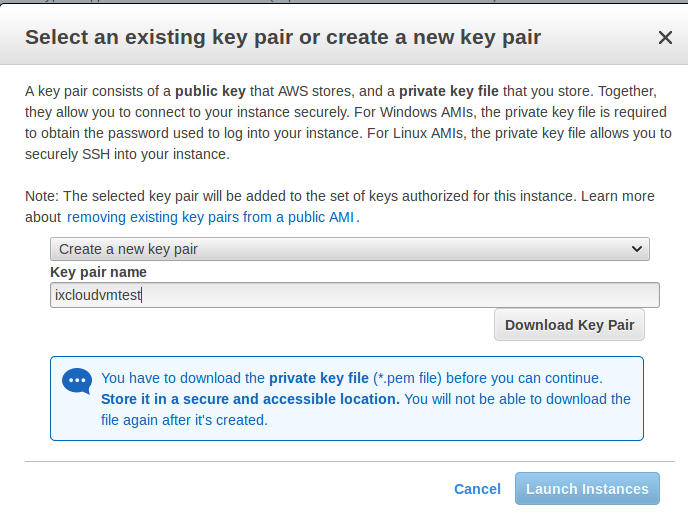 Select an existing key pair or create a new key pair
A key pair consists of a public key that AWS stores, and a private key file that you store. Together,
they allow you to connect to your instance securely. For Windows AMIs, the private key file is required
to obtain the password used to log into your instance. For Linux AMIs, the private key file allows you to
securely SSH into your instance.
Note: The selected key pair will be added to the set of keys authorized for this instance. Learn more
about removing existing key pairs from a public AMI.
Create a new key pair
Key pair name
ixcloudvmtest
Download Key Pair
You have to download the private key file (*.pem file) before you can continue.
Store it in a secure and accessible location. You will not be able to download the
file again after it's created.
Cancel Launch Instances